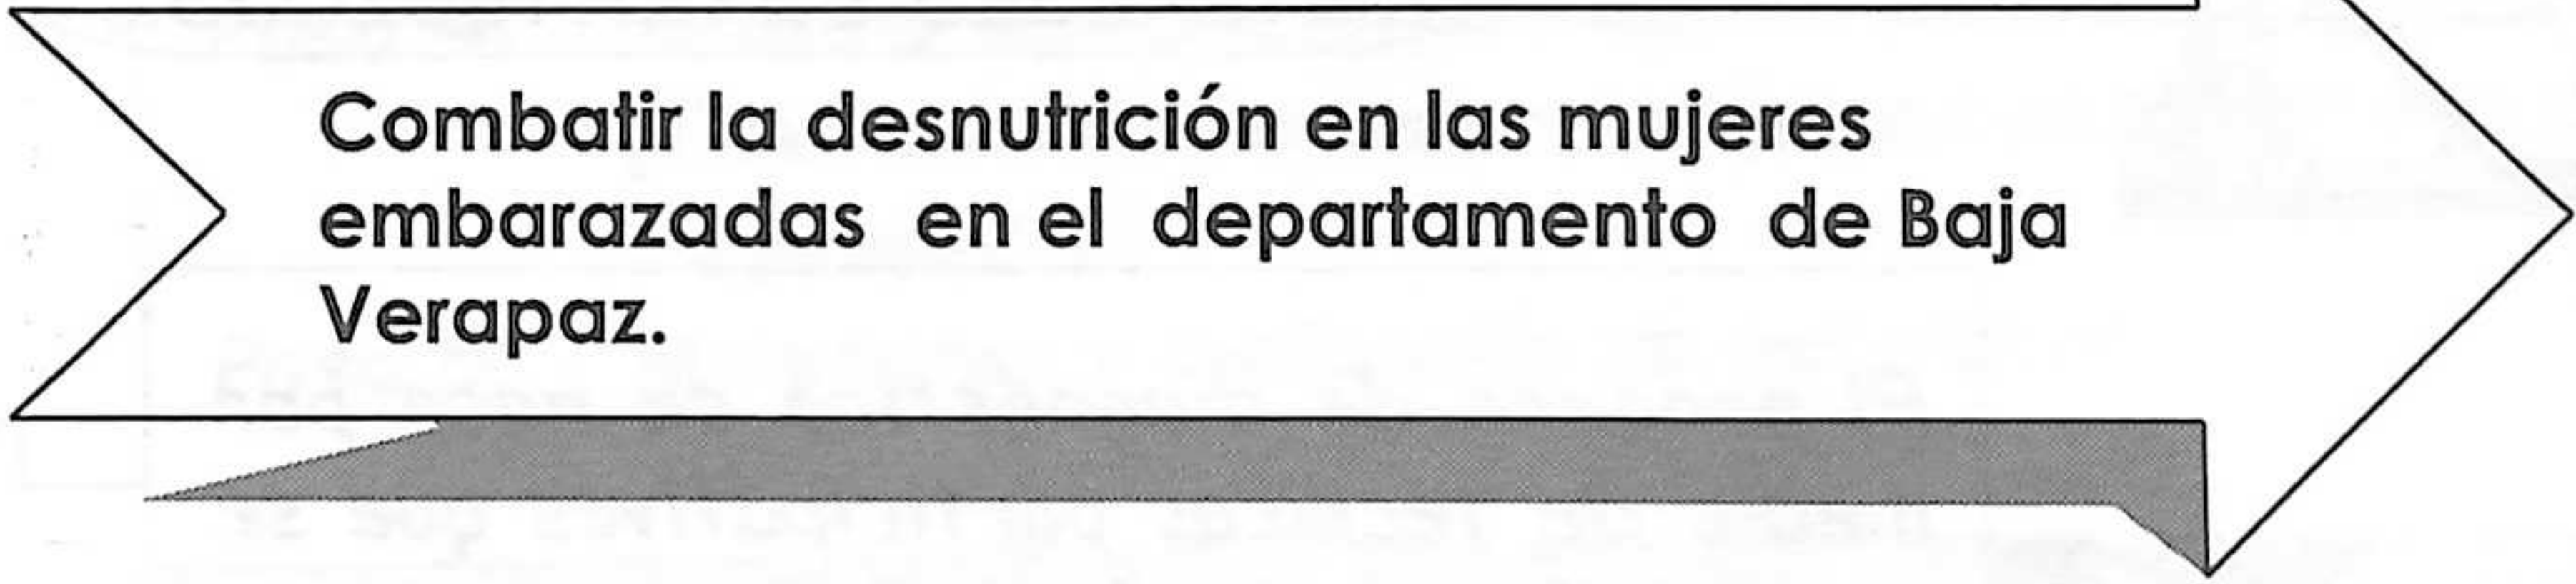 Combatir la desnutrición en las mujeres
embarazadas en el departamento de Baja
Verapaz.